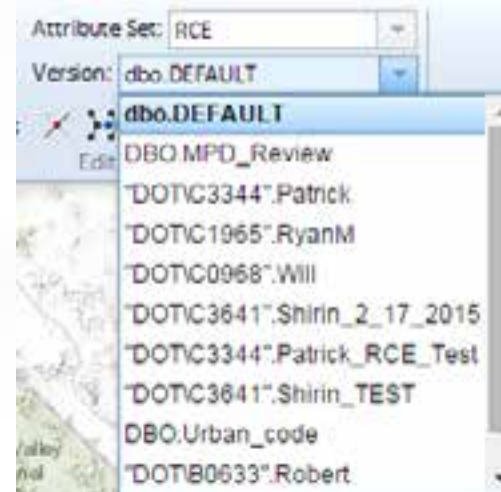 Attribute Set: RCE
Version: dbo.DEFAULT
Edit
dbo.DEFAULT
DBO.MPD_Review
"DOT\C3344".Patrick
"DOT\C1965".RyanM
"DOT\C0968".Will
"DOT\C3641".Shirin_2_17_2015
"DOT\C3344".Patrick_RCE_Test
"DOT\C3641".Shirin_TEST
DBO.Urban_code
"DOT\B0633".Robert